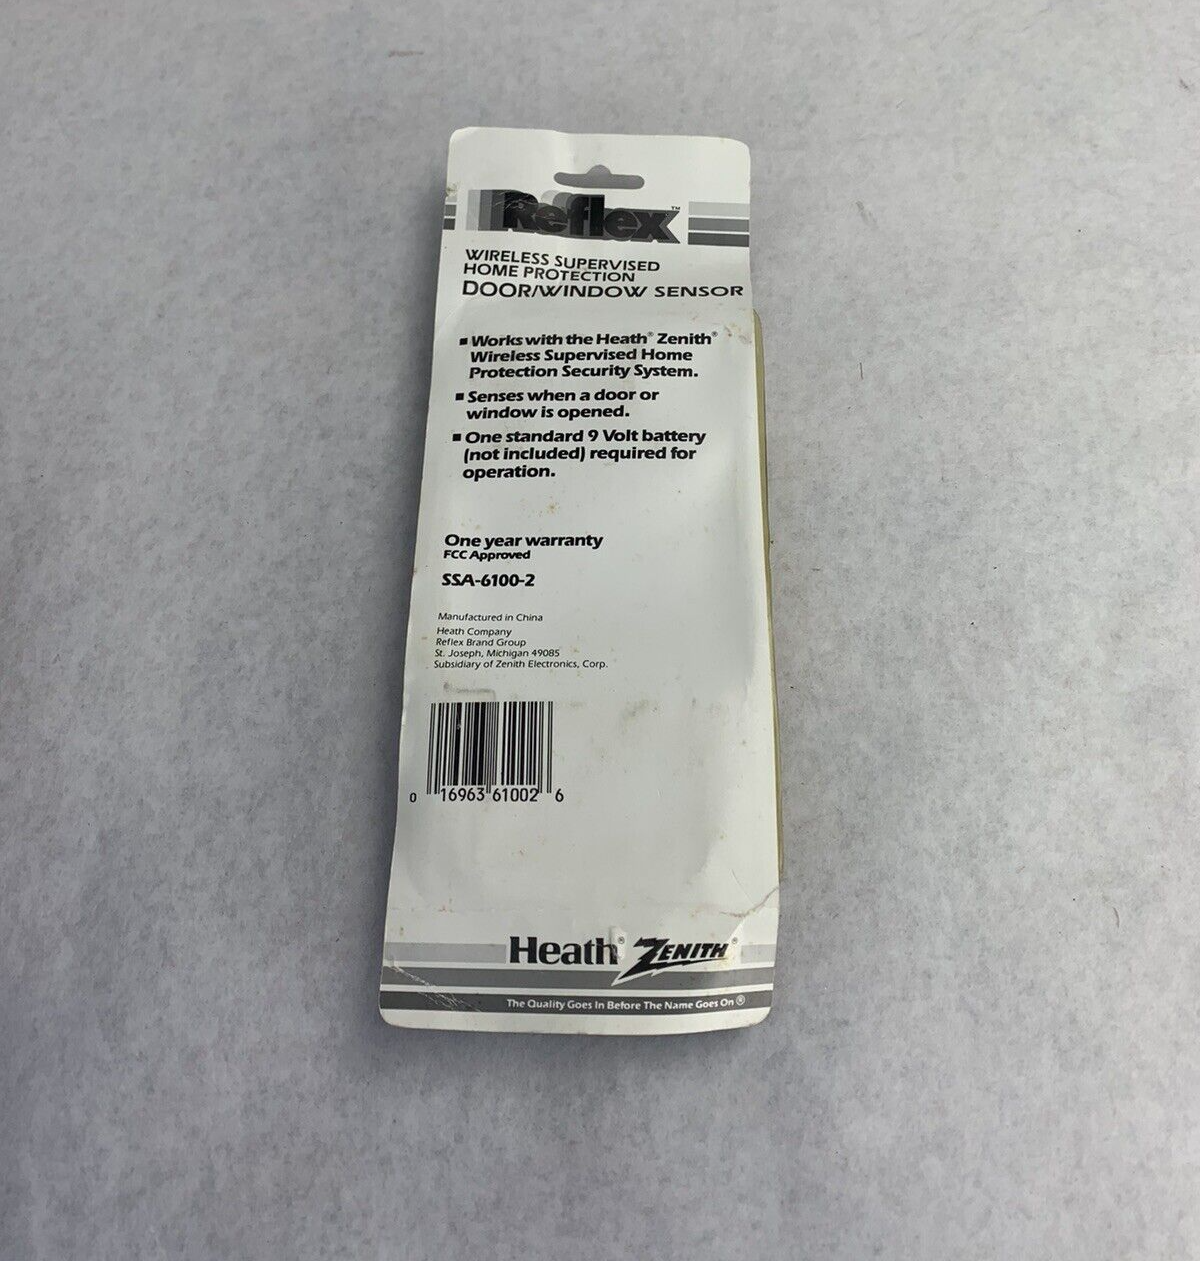 Reflex™
WIRELESS SUPERVISED
HOME PROTECTION
DOOR/WINDOW SENSOR
▪ Works with the Heath® Zenith®
Wireless Supervised Home
Protection Security System.
▪ Senses when a door or
window is opened.
▪ One standard 9 Volt battery
(not included) required for
operation.
One year warranty
FCC Approved
SSA-6100-2
Manufactured in China
Heath Company
Reflex Brand Group
St. Joseph, Michigan 49085
Subsidiary of Zenith Electronics, Corp.
0 16963 61002 6
Heath® ZENITH®
The Quality Goes In Before The Name Goes On®